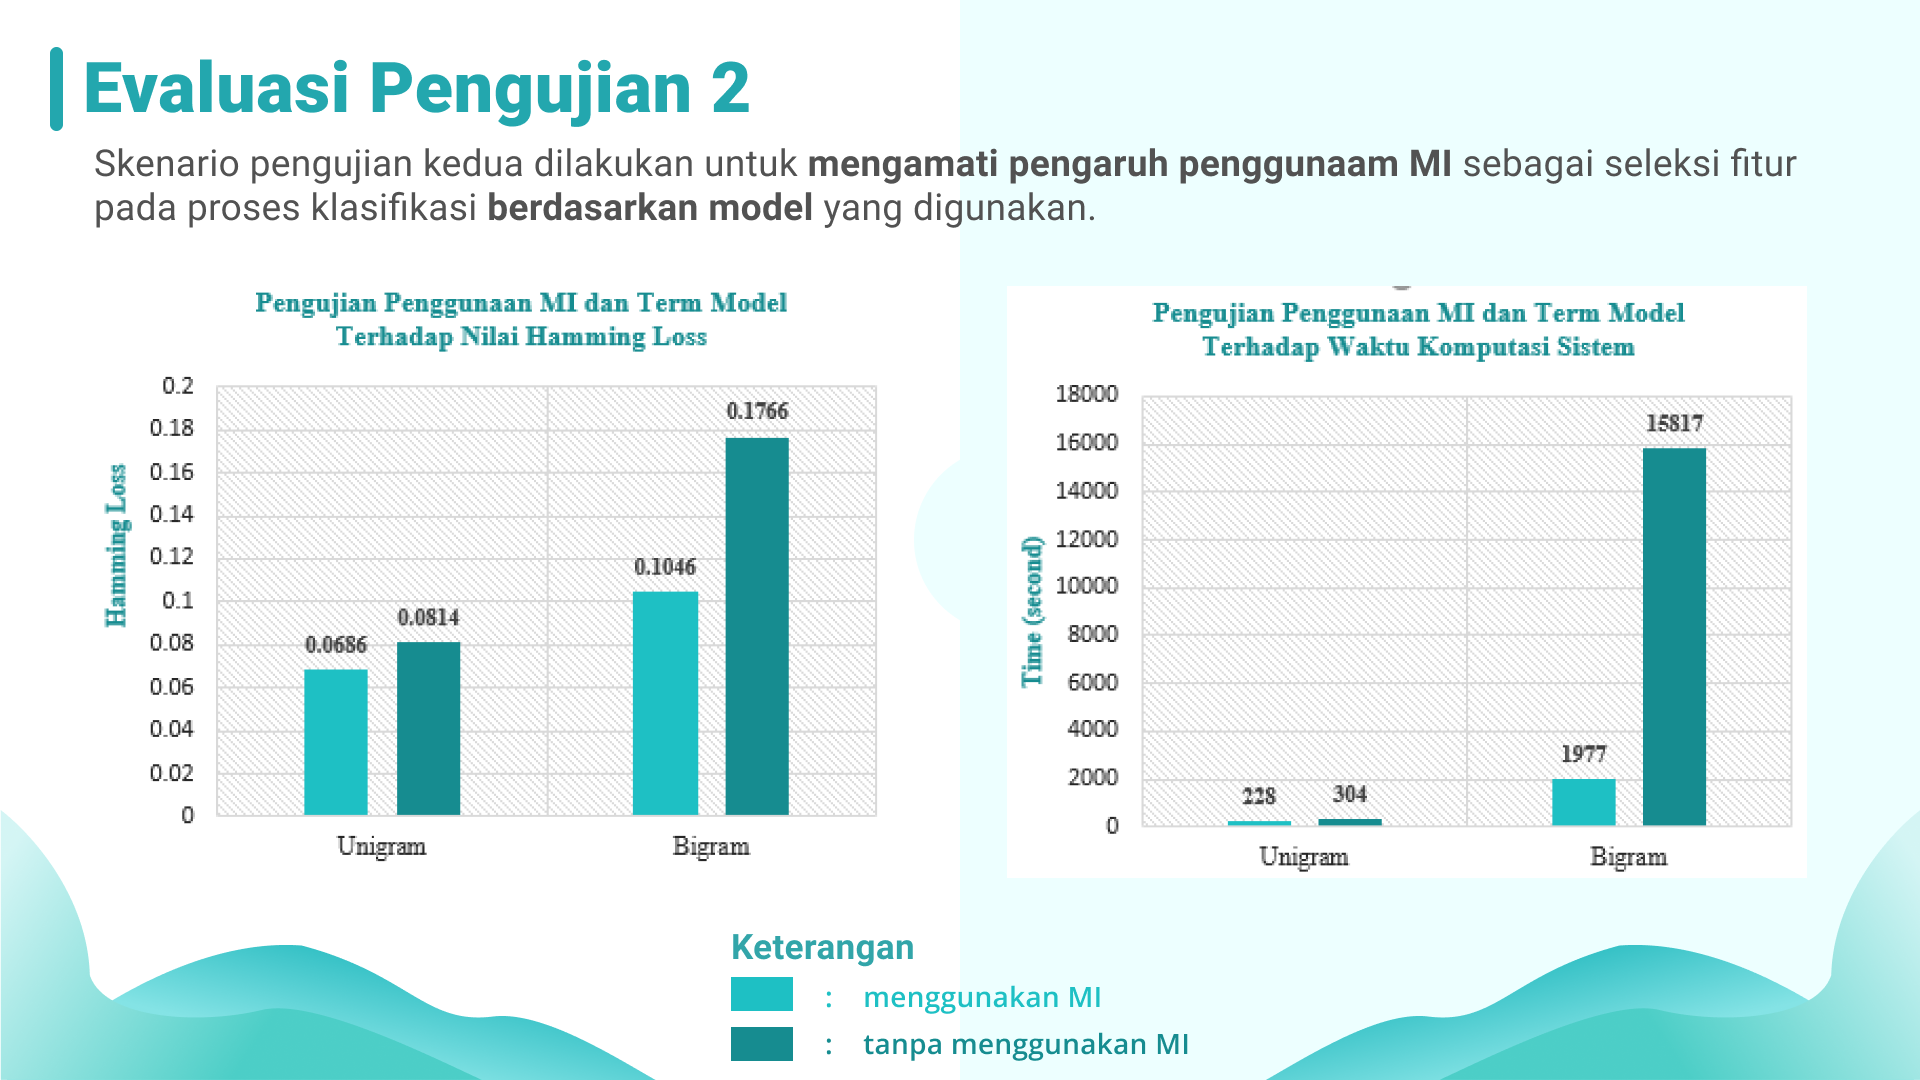 Evaluasi Pengujian 2
Skenario pengujian kedua dilakukan untuk mengamati pengaruh penggunaam MI sebagai seleksi fitur
pada proses klasifikasi berdasarkan model yang digunakan.
Pengujian Penggunaan MI dan Term Model
Terhadap Nilai Hamming Loss
Hamming Loss
0.2
0.18
0.16
0.14
0.12
0.1
0.08
0.06
0.04
0.02
0
0.0686
0.0814
0.1046
0.1766
Unigram
Bigram
Pengujian Penggunaan MI dan Term Model
Terhadap Waktu Komputasi Sistem
Time (second)
18000
16000
14000
12000
10000
8000
6000
4000
2000
0
228
304
1977
15817
Unigram
Bigram
Keterangan
: menggunakan MI
: tanpa menggunakan MI